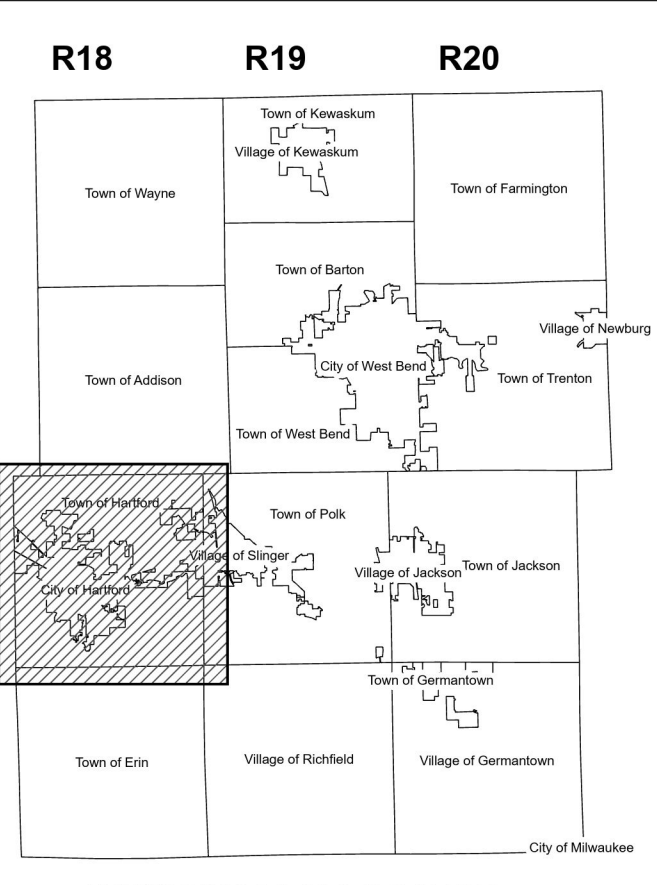 R18 R19 R20
Town of Kewaskum
Village of Kewaskum
Town of Wayne
Town of Farmington
Town of Barton
Village of Newburg
City of West Bend
Town of Addison
Town of Trenton
Town of West Bend
Town of Hartford
Town of Polk
Village of Slinger
Town of Jackson
Village of Jackson
City of Hartford
Town of Germantown
Town of Erin
Village of Richfield
Village of Germantown
City of Milwaukee